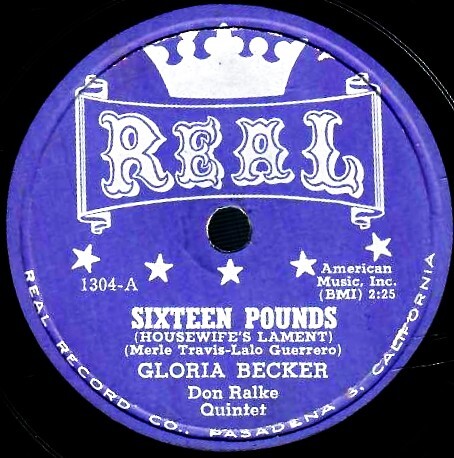 REAL
1304-A
American
Music, Inc.
(BMI) 2:25
SIXTEEN POUNDS
(HOUSEWIFE'S LAMENT)
(Merle Travis-Lalo Guerrero)
GLORIA BECKER
Don Ralke
Quintet
REAL RECORD CO., PASADENA 3, CALIFORNIA